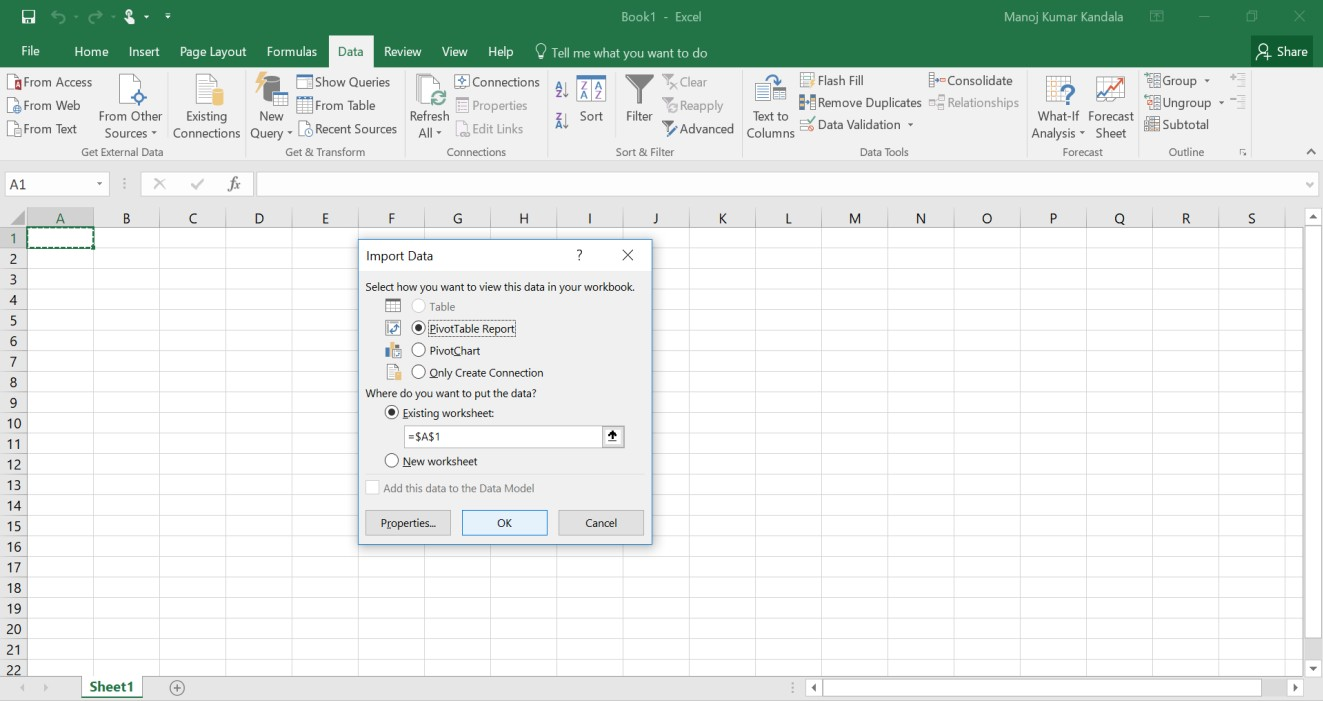 Book1 - Excel
Manoj Kumar Kandala
File Home Insert Page Layout Formulas Data Review View Help Tell me what you want to do Share
From Access
From Web
From Text
From Other Sources
Existing Connections
Get External Data
New Query
Show Queries
From Table
Recent Sources
Get & Transform
Refresh All
Connections
Properties
Edit Links
Connections
Sort
Filter
Clear
Reapply
Advanced
Sort & Filter
Text to Columns
Flash Fill
Remove Duplicates
Data Validation
Consolidate
Relationships
Data Tools
What-If Analysis
Forecast Sheet
Forecast
Group
Ungroup
Subtotal
Outline
A1
fx
A B C D E F G H I J K L M N O P Q R S
1
2
3
4
5
6
7
8
9
10
11
12
13
14
15
16
17
18
19
20
21
22
Import Data ?
Select how you want to view this data in your workbook.
Table
PivotTable Report
PivotChart
Only Create Connection
Where do you want to put the data?
Existing worksheet:
=$A$1
New worksheet
Add this data to the Data Model
Properties... OK Cancel
Sheet1